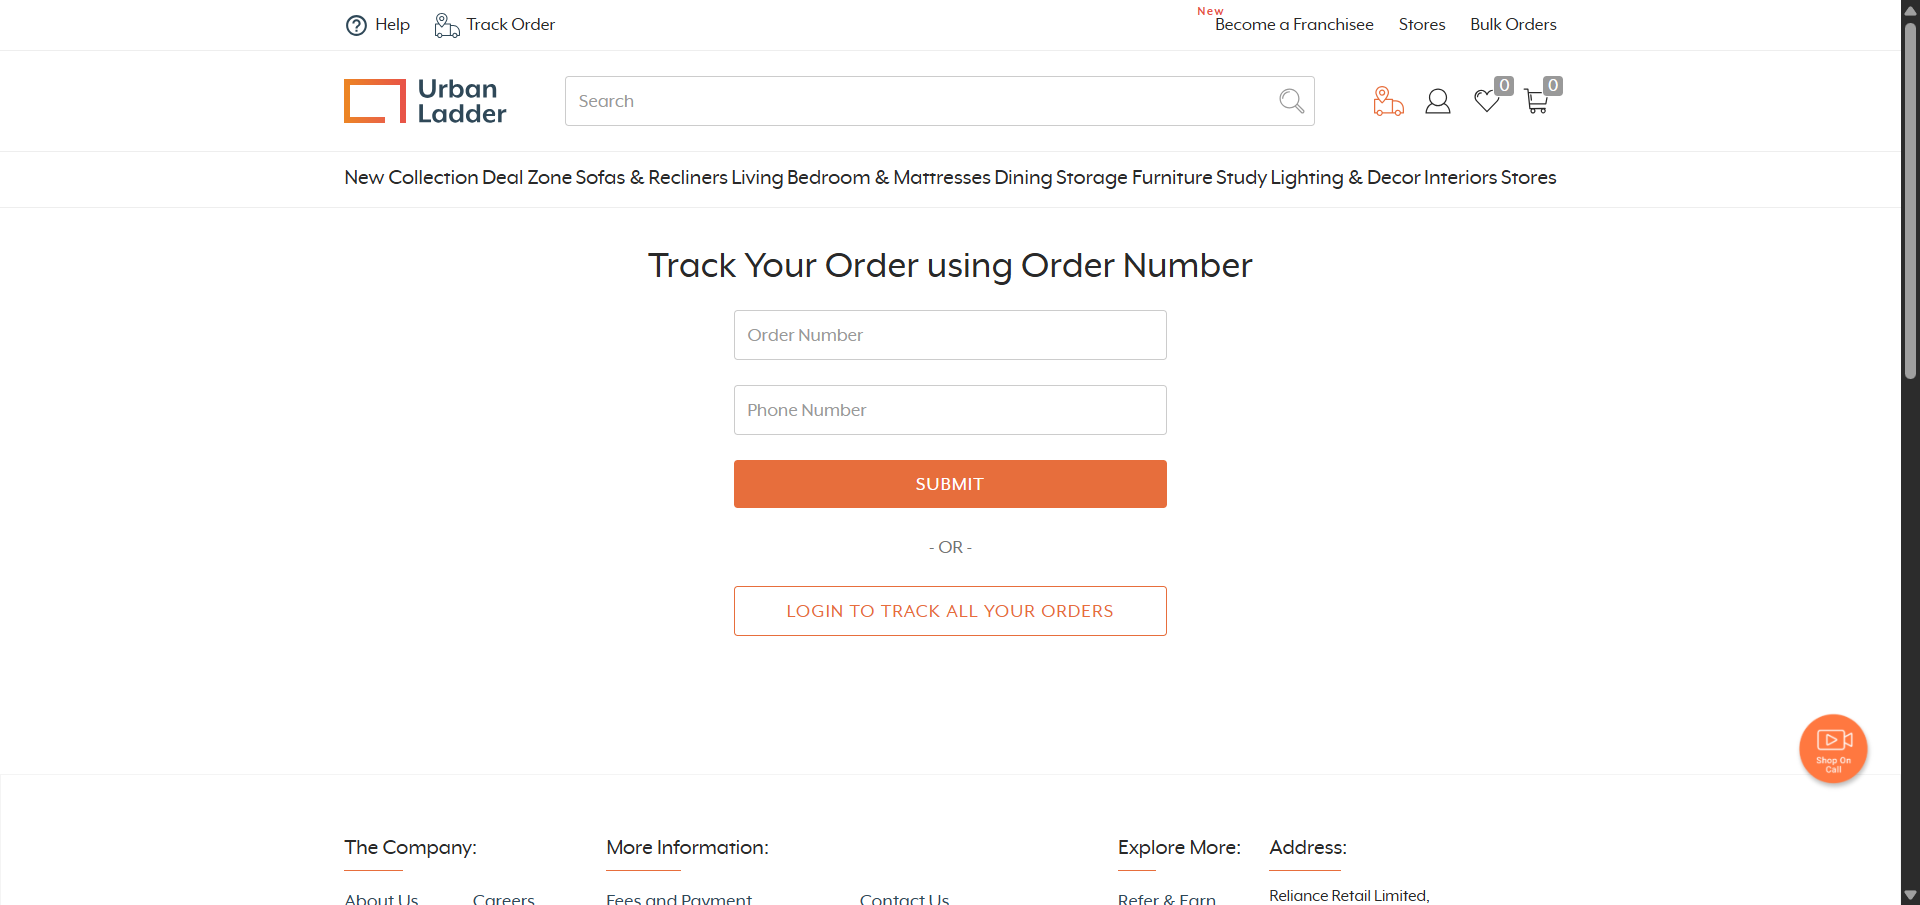 Help
Track Order
New
Become a Franchisee
Stores
Bulk Orders
Urban
Ladder
Search
0
0
New Collection Deal Zone Sofas & Recliners Living Bedroom & Mattresses Dining Storage Furniture Study Lighting & Decor Interiors Stores
Track Your Order using Order Number
Order Number
Phone Number
SUBMIT
- OR -
LOGIN TO TRACK ALL YOUR ORDERS
Shop On
Call
The Company:
More Information:
Explore More:
Address:
About Us
Careers
Fees and Payment
Contact Us
Refer & Earn
Reliance Retail Limited,